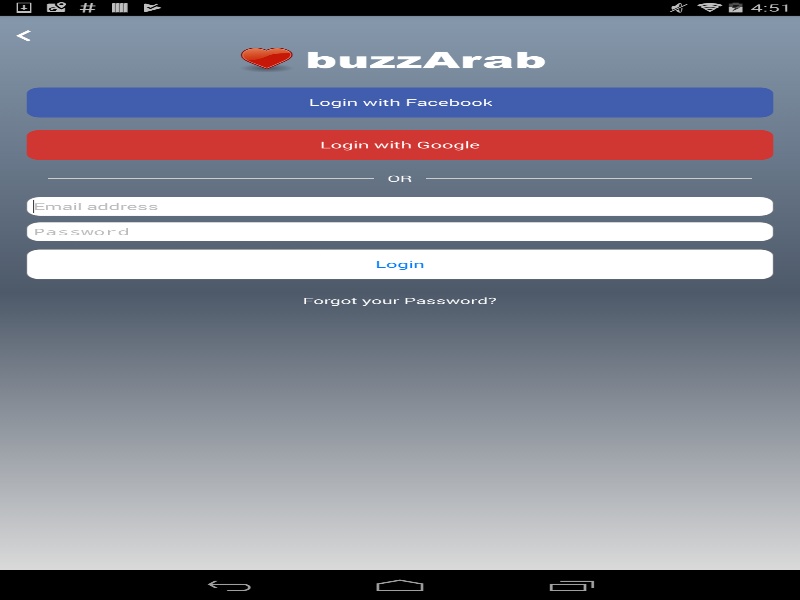 4:51
<
buzzArab
Login with Facebook
Login with Google
OR
Email address
Password
Login
Forgot your Password?